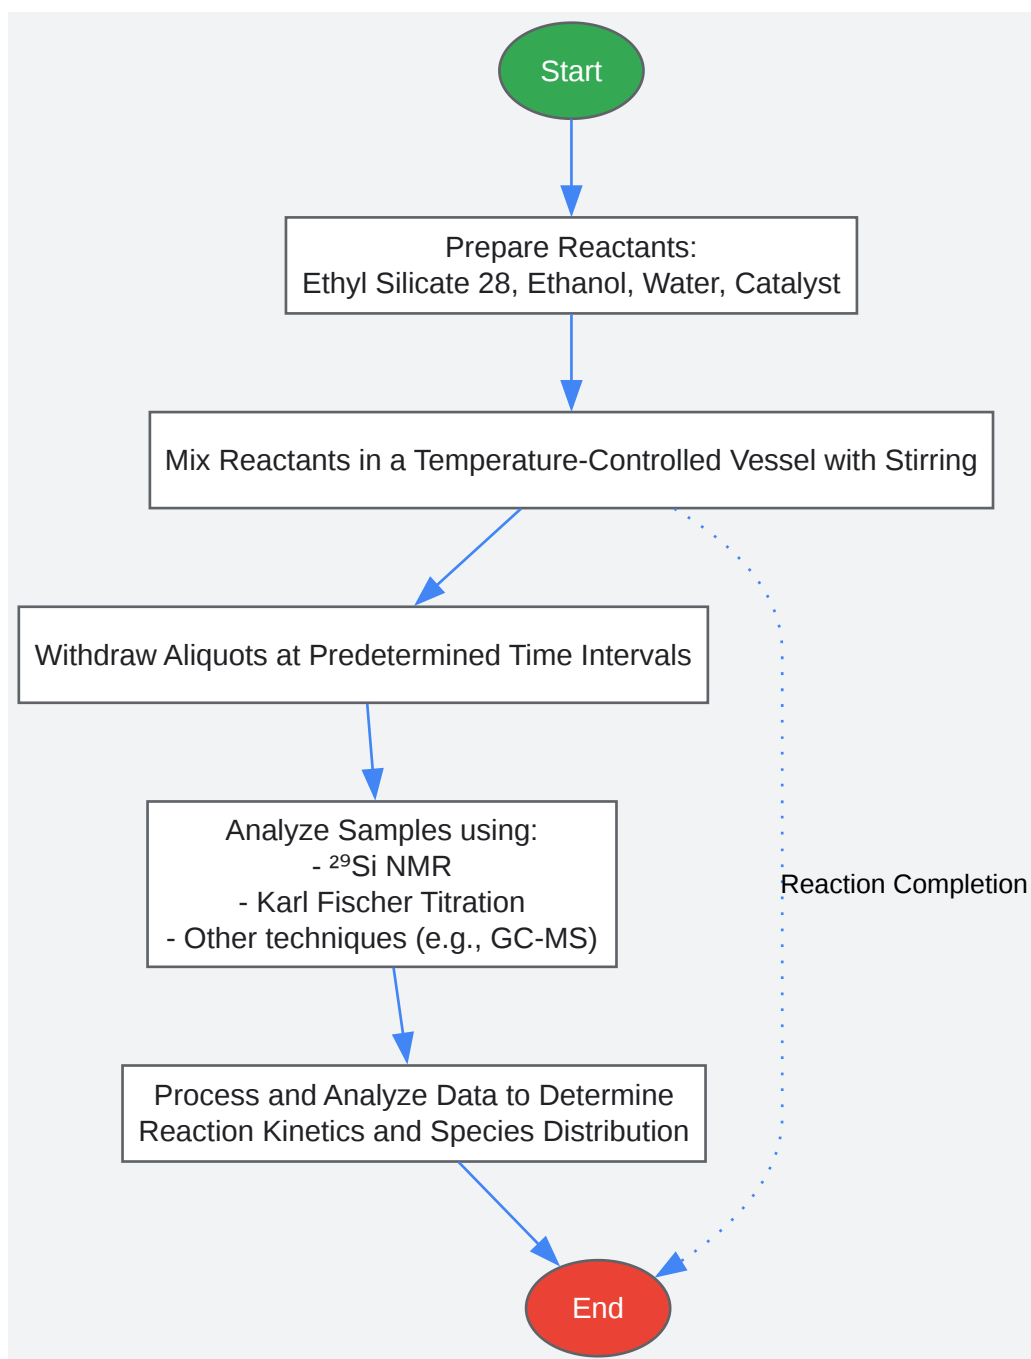 Start
Prepare Reactants:
Ethyl Silicate 28, Ethanol, Water, Catalyst
Mix Reactants in a Temperature-Controlled Vessel with Stirring
Withdraw Aliquots at Predetermined Time Intervals
Analyze Samples using:
- ²⁹Si NMR
- Karl Fischer Titration
- Other techniques (e.g., GC-MS)
Reaction Completion
Process and Analyze Data to Determine
Reaction Kinetics and Species Distribution
End